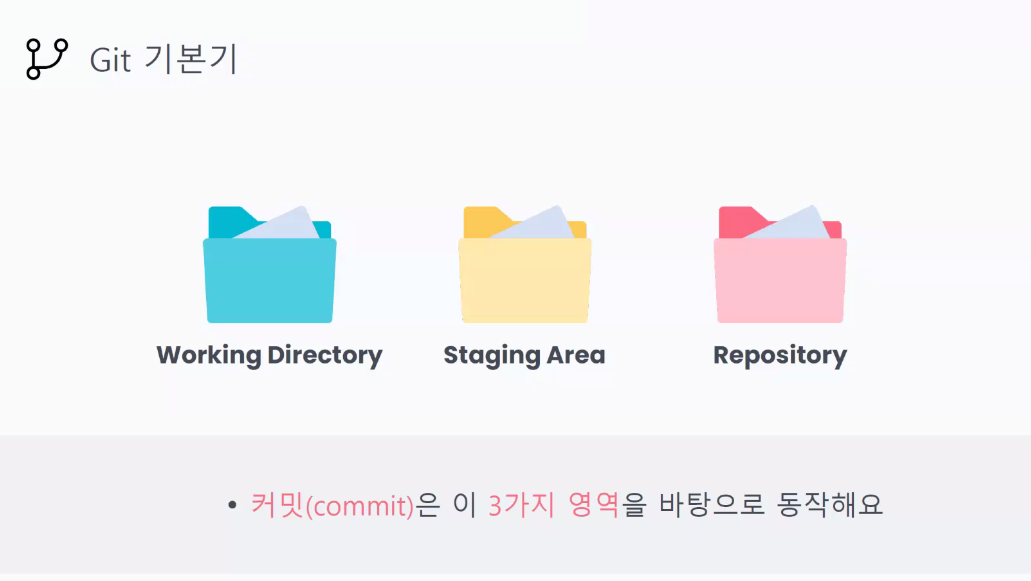 Git 기본기
Working Directory
Staging Area
Repository
• 커밋(commit)은 이 3가지 영역을 바탕으로 동작해요